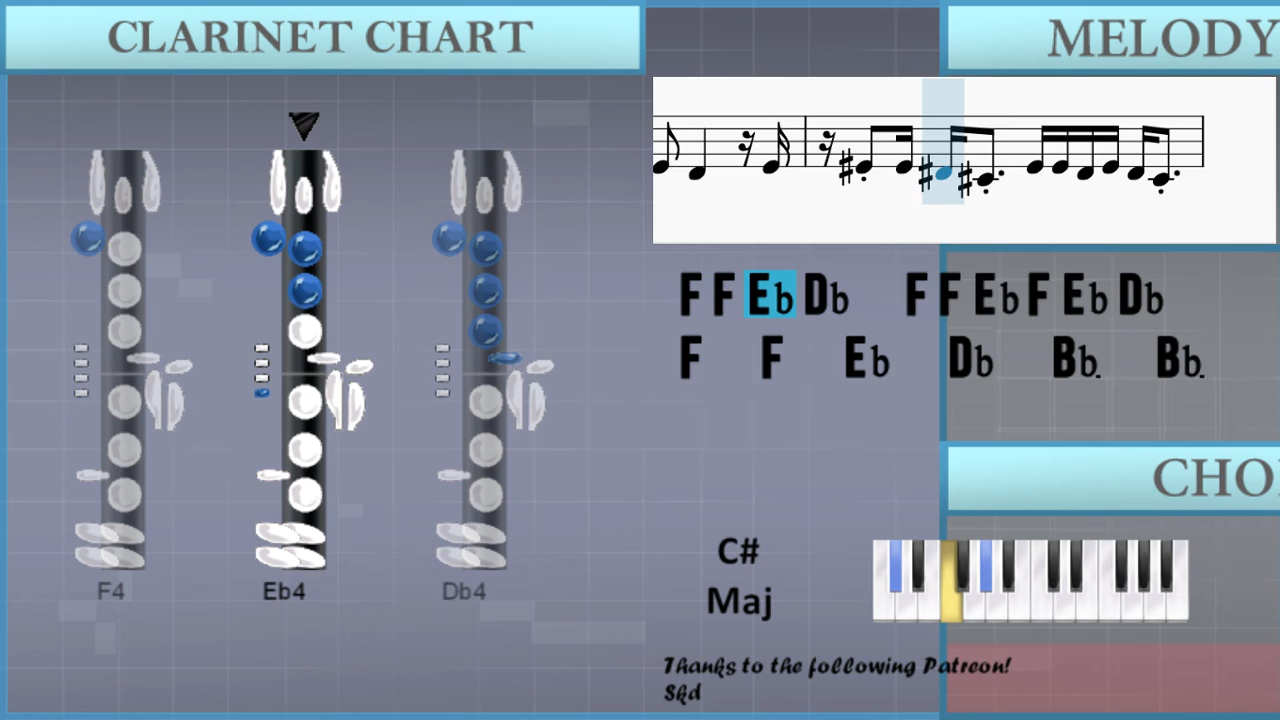 CLARINET CHART
MELODY
F F Eb Db F F Eb F Eb Db
F F Eb Db Bb. Bb.
F4 Eb4 Db4
CHO
C#
Maj
Thanks to the following Patreon!
Skd